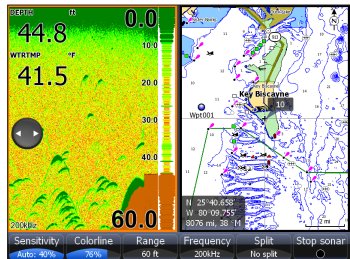 DEPTH ft
44.8
WTRTMP °F
41.5
0.0
10.0
20.0
30.0
40.0
60.0
200kHz
N
Key Biscayne
10
Wpt001
N 25°40.658'
W 80°09.755'
8076 mi, 38 °M
2 mi
Sensitivity
Auto: 40%
Colorline
76%
Range
60 ft
Frequency
200kHz
Split
No split
Stop sonar